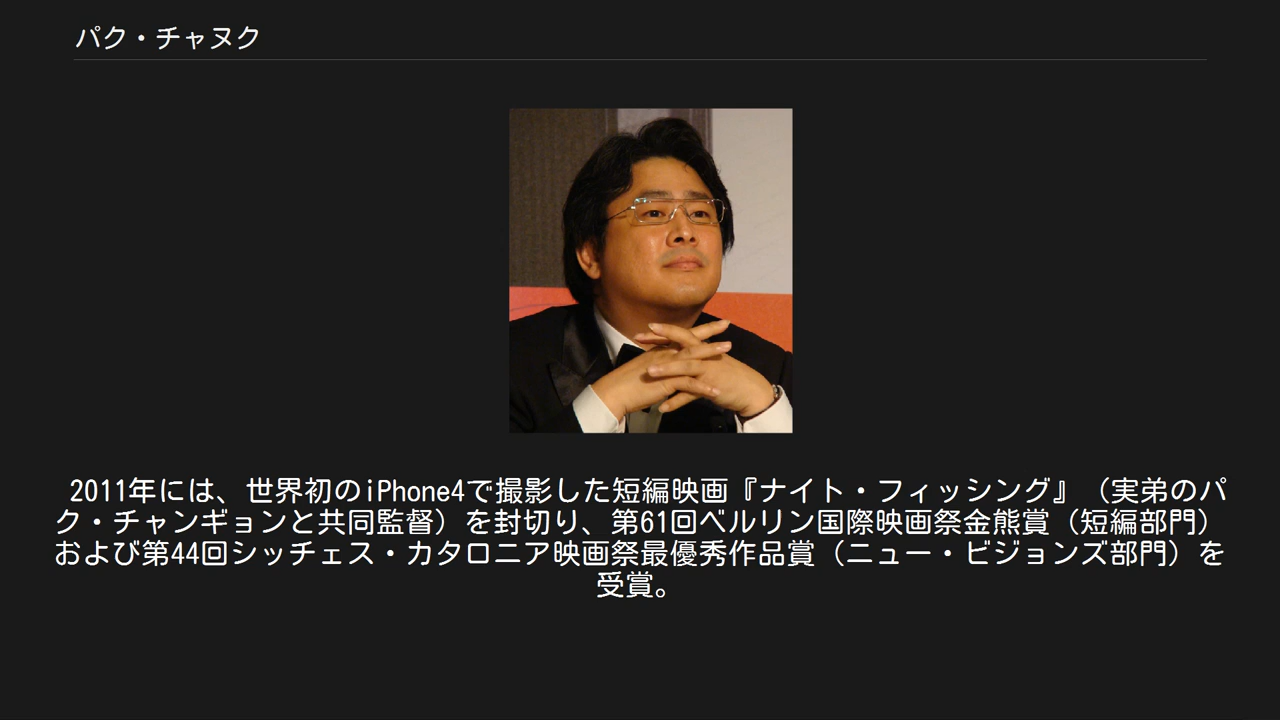 パク・チャヌク
2011年には、世界初のiPhone4で撮影した短編映画『ナイト・フィッシング』（実弟のパ
ク・チャンギョンと共同監督）を封切り、第61回ベルリン国際映画祭金熊賞（短編部門）
および第44回シッチェス・カタロニア映画祭最優秀作品賞（ニュー・ビジョンズ部門）を
受賞。